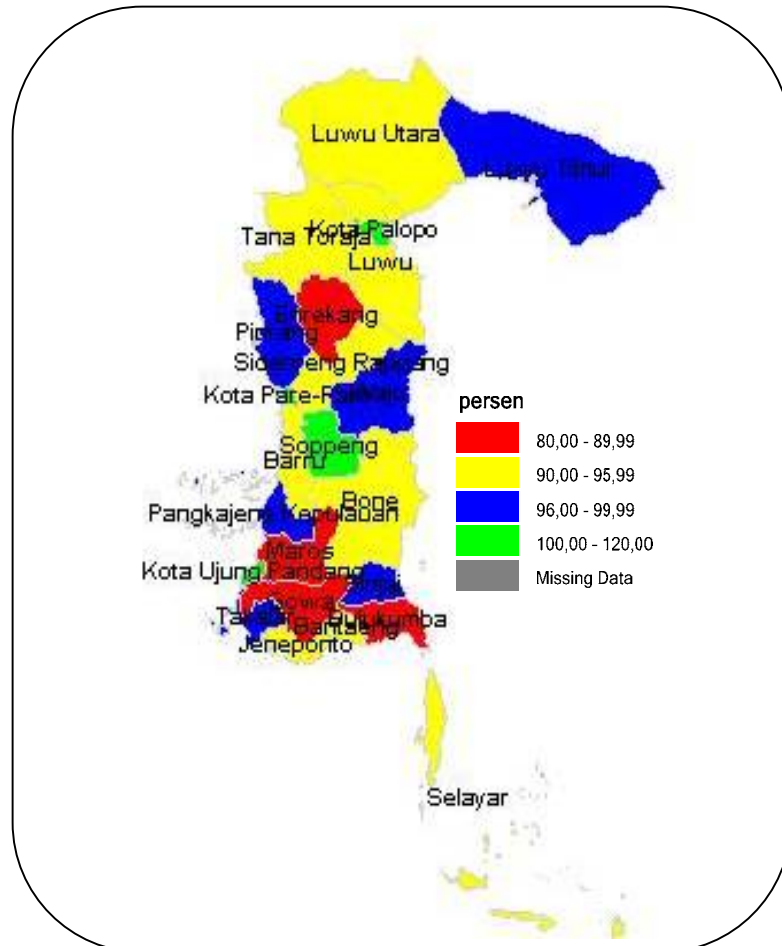 Luwu Utara
Luwu Timur
Kota Palopo
Tana Toraja
Luwu
Enrekang
Pinrang
Sidenreng Rappang
Kota Pare-Pare
persen
80,00 - 89,99
90,00 - 95,99
96,00 - 99,99
100,00 - 120,00
Missing Data
Soppeng
Barru
Bone
Pangkajene Kepulauan
Maros
Kota Ujung Pandang
Bulukumba
Bantaeng
Jeneponto
Selayar